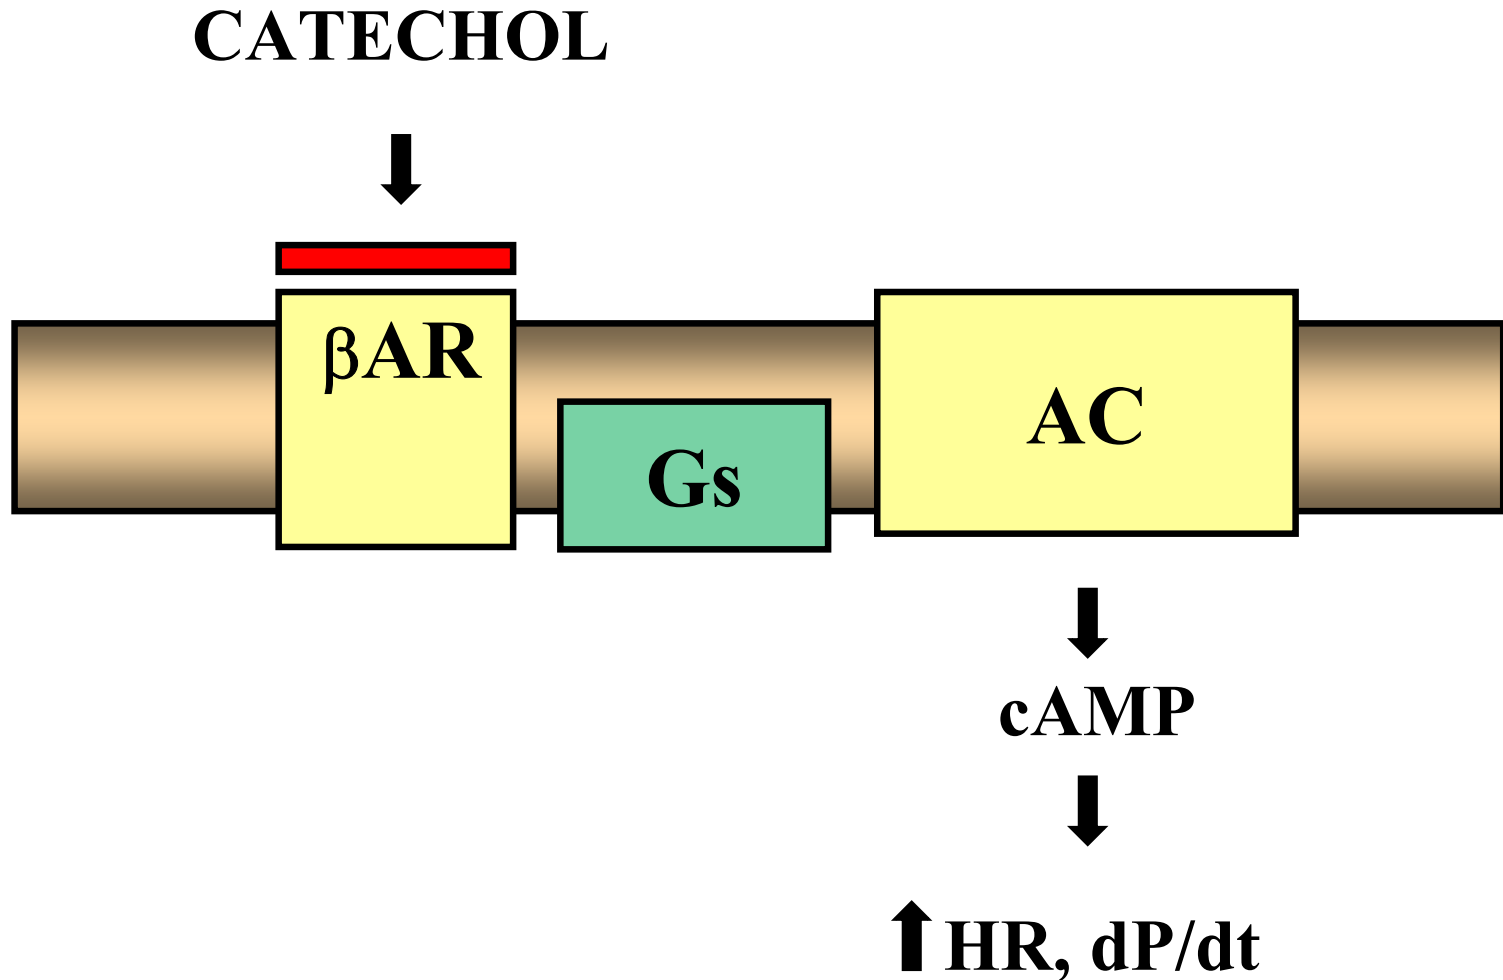 CATECHOL
βAR
AC
Gs
cAMP
HR, dP/dt